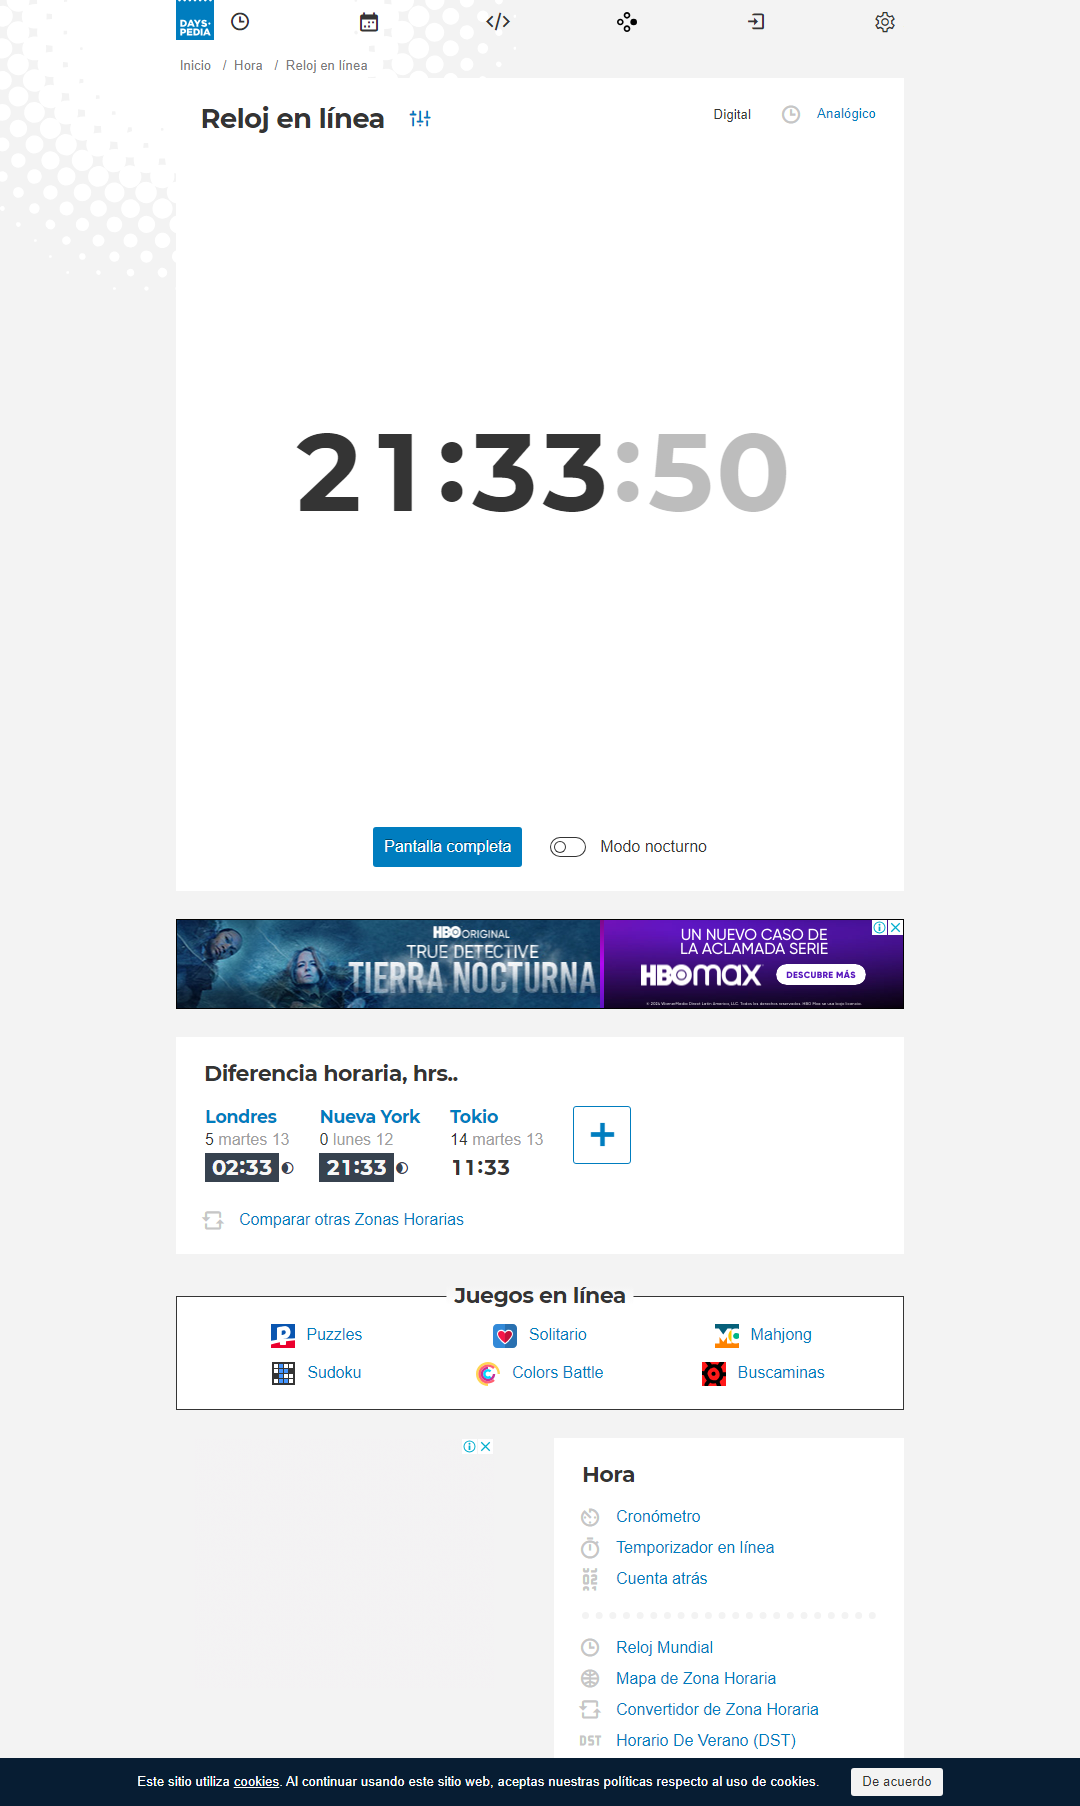 DAYS·
PEDIA
Inicio / Hora / Reloj en línea
Reloj en línea
Digital
Analógico
21:33:50
Pantalla completa
Modo nocturno
HBO ORIGINAL
TRUE DETECTIVE
TIERRA NOCTURNA
UN NUEVO CASO DE
LA ACLAMADA SERIE
HBOmax
DESCUBRE MÁS
Diferencia horaria, hrs..
Londres
5 martes 13
02:33
Nueva York
0 lunes 12
21:33
Tokio
14 martes 13
11:33
Comparar otras Zonas Horarias
Juegos en línea
Puzzles
Solitario
Mahjong
Sudoku
Colors Battle
Buscaminas
Hora
Cronómetro
Temporizador en línea
Cuenta atrás
Reloj Mundial
Mapa de Zona Horaria
Convertidor de Zona Horaria
DST Horario De Verano (DST)
Este sitio utiliza cookies. Al continuar usando este sitio web, aceptas nuestras políticas respecto al uso de cookies.
De acuerdo